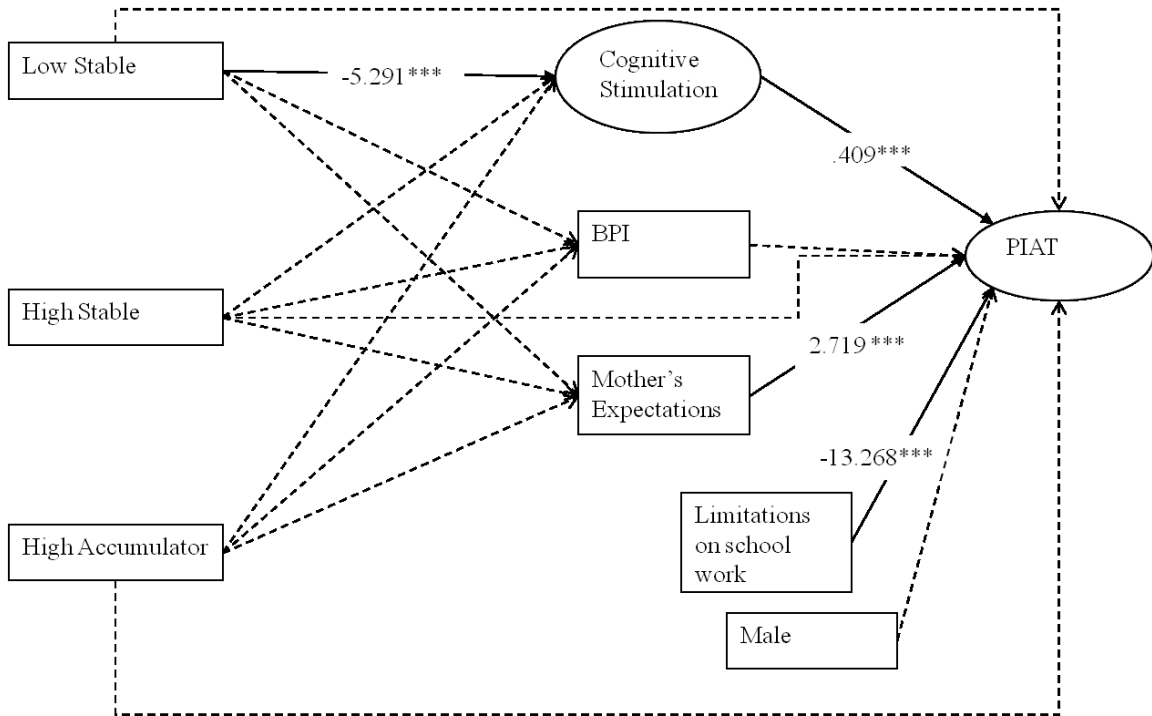 Low Stable
-5.291***
Cognitive
Stimulation
.409***
BPI
PIAT
High Stable
Mother's
Expectations
2.719 ***
-13.268***
High Accumulator
Limitations
on school
work
Male